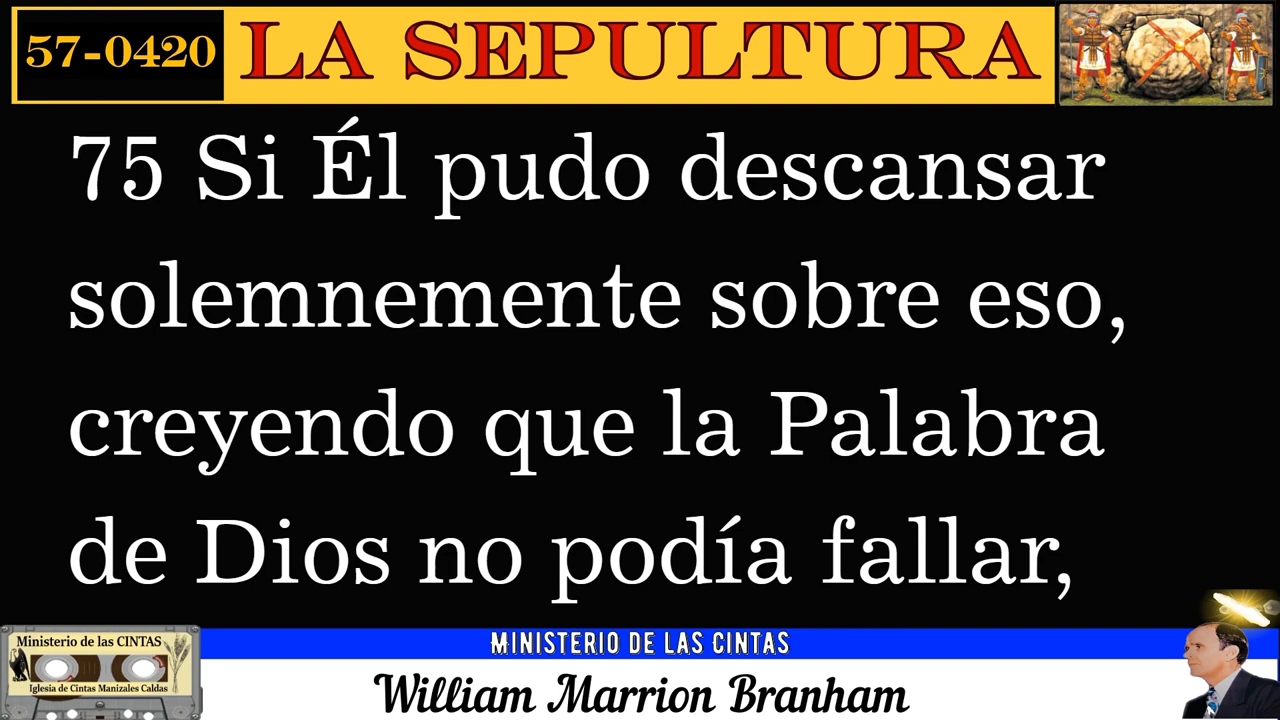 57-0420 LA SEPULTURA
75 Si Él pudo descansar
solemnemente sobre eso,
creyendo que la Palabra
de Dios no podía fallar,
Ministerio de las CINTAS
Iglesia de Cintas Manizales Caldas
MINISTERIO DE LAS CINTAS
William Marrion Branham